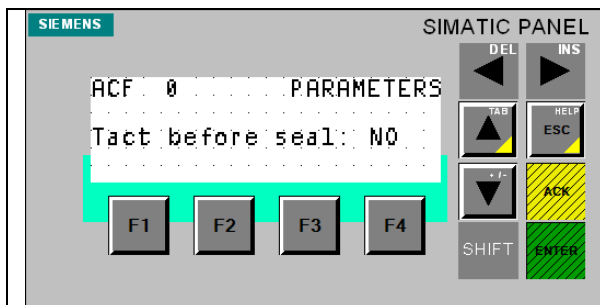 SIEMENS
SIMATIC PANEL
DEL
INS
ACF 0 PARAMETERS
TAB
HELP
ESC
Tact before seal: NO
+ / -
ACK
F1
F2
F3
F4
SHIFT
ENTER